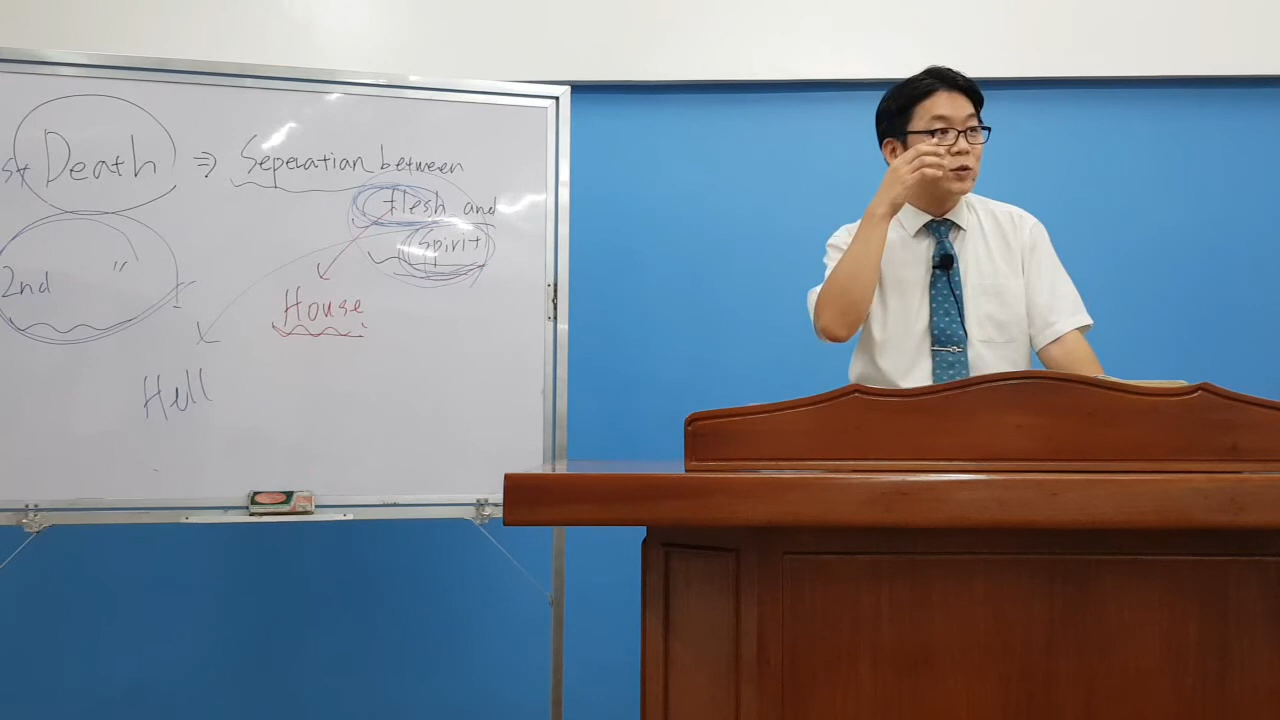 st Death ⇒ Seperation between
flesh and
Spirit
2nd "
House
Hell